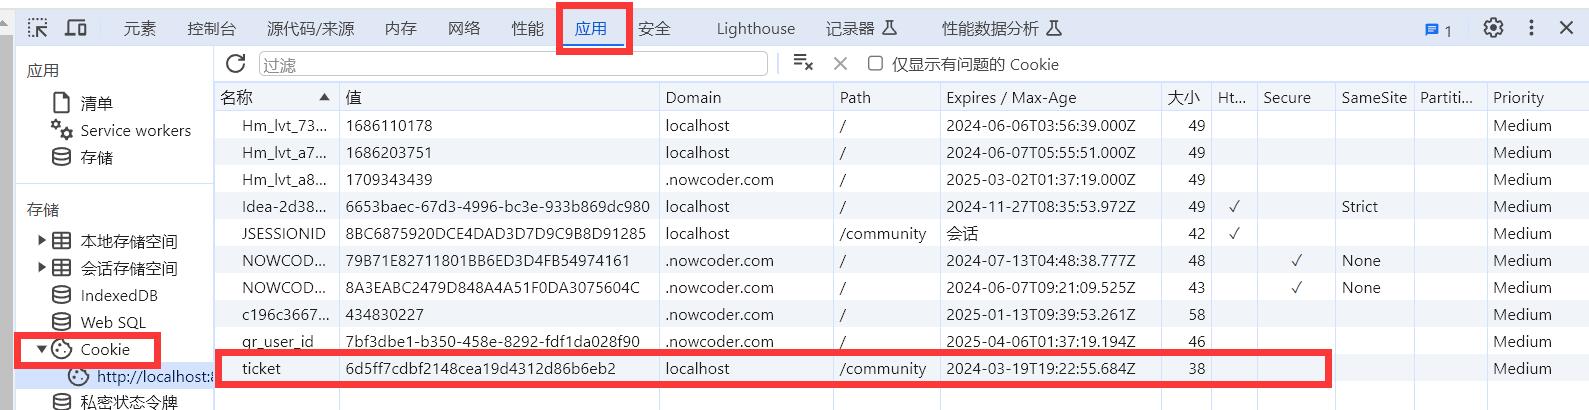 元素 控制台 源代码/来源 内存 网络 性能 应用 安全 Lighthouse 记录器 性能数据分析 1
应用
清单
Service workers
存储
存储
本地存储空间
会话存储空间
IndexedDB
Web SQL
Cookie
http://localhost:8
私密状态令牌
过滤 仅显示有问题的 Cookie
名称 值 Domain Path Expires / Max-Age 大小 Ht... Secure SameSite Partiti... Priority
Hm_lvt_73... 1686110178 localhost / 2024-06-06T03:56:39.000Z 49 Medium
Hm_lvt_a7... 1686203751 localhost / 2024-06-07T05:55:51.000Z 49 Medium
Hm_lvt_a8... 1709343439 .nowcoder.com / 2025-03-02T01:37:19.000Z 49 Medium
Idea-2d38... 6653baec-67d3-4996-bc3e-933b869dc980 localhost / 2024-11-27T08:35:53.972Z 49 ✓ Strict Medium
JSESSIONID 8BC6875920DCE4DAD3D7D9C9B8D91285 localhost /community 会话 42 ✓ Medium
NOWCOD... 79B71E82711801BB6ED3D4FB54974161 .nowcoder.com / 2024-07-13T04:48:38.777Z 48 ✓ None Medium
NOWCOD... 8A3EABC2479D848A4A51F0DA3075604C .nowcoder.com / 2024-06-07T09:21:09.525Z 43 ✓ None Medium
c196c3667... 434830227 .nowcoder.com / 2025-01-13T09:39:53.261Z 58 Medium
gr_user_id 7bf3dbe1-b350-458e-8292-fdf1da028f90 .nowcoder.com / 2025-04-06T01:37:19.194Z 46 Medium
ticket 6d5ff7cdbf2148cea19d4312d86b6eb2 localhost /community 2024-03-19T19:22:55.684Z 38 Medium